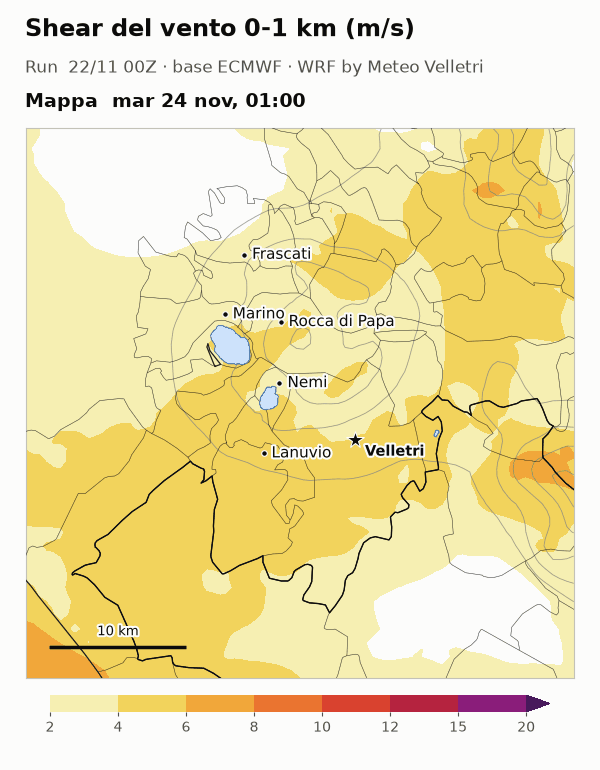 Shear del vento 0-1 km (m/s)
Run  22/11 00Z · base ECMWF · WRF by Meteo Velletri
Mappa  mar 24 nov, 01:00
Frascati
Marino
Rocca di Papa
Nemi
Velletri
Lanuvio
10 km
2 4 6 8 10 12 15 20